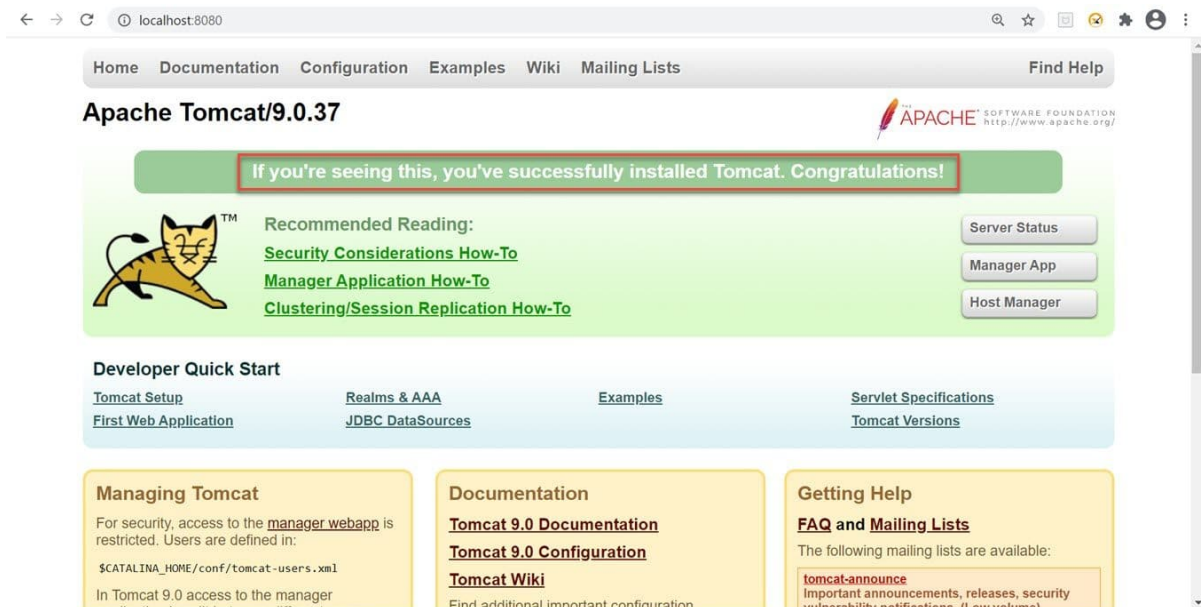 localhost:8080
Home Documentation Configuration Examples Wiki Mailing Lists Find Help
Apache Tomcat/9.0.37
THE APACHE SOFTWARE FOUNDATION
http://www.apache.org/
If you're seeing this, you've successfully installed Tomcat. Congratulations!
TM
Recommended Reading:
Security Considerations How-To
Manager Application How-To
Clustering/Session Replication How-To
Server Status
Manager App
Host Manager
Developer Quick Start
Tomcat Setup Realms & AAA Examples Servlet Specifications
First Web Application JDBC DataSources Tomcat Versions
Managing Tomcat
For security, access to the manager webapp is
restricted. Users are defined in:
$CATALINA_HOME/conf/tomcat-users.xml
In Tomcat 9.0 access to the manager
Documentation
Tomcat 9.0 Documentation
Tomcat 9.0 Configuration
Tomcat Wiki
Find additional important configuration
Getting Help
FAQ and Mailing Lists
The following mailing lists are available:
tomcat-announce
Important announcements, releases, security
vulnerability notifications. (Low volume).